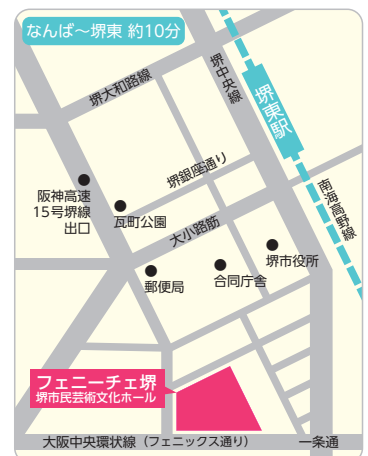 なんば〜堺東 約10分
堺大和路線
堺中央線
堺東駅
堺銀座通り
阪神高速
15号堺線
出口
瓦町公園
大小路筋
南海高野線
郵便局
合同庁舎
堺市役所
フェニーチェ堺
堺市民芸術文化ホール
大阪中央環状線（フェニックス通り）
一条通